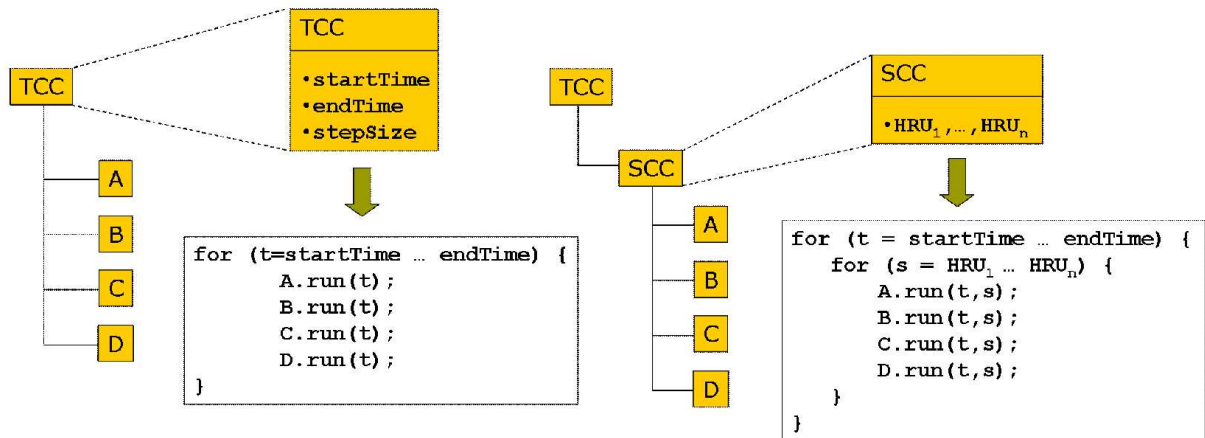 TCC
TCC
•startTime
•endTime
•stepSize
A
B
C
D
for (t=startTime … endTime) {
A.run(t);
B.run(t);
C.run(t);
D.run(t);
}
TCC
SCC
SCC
•HRU1,…,HRUn
A
B
C
D
for (t = startTime … endTime) {
for (s = HRU1 … HRUn) {
A.run(t,s);
B.run(t,s);
C.run(t,s);
D.run(t,s);
}
}